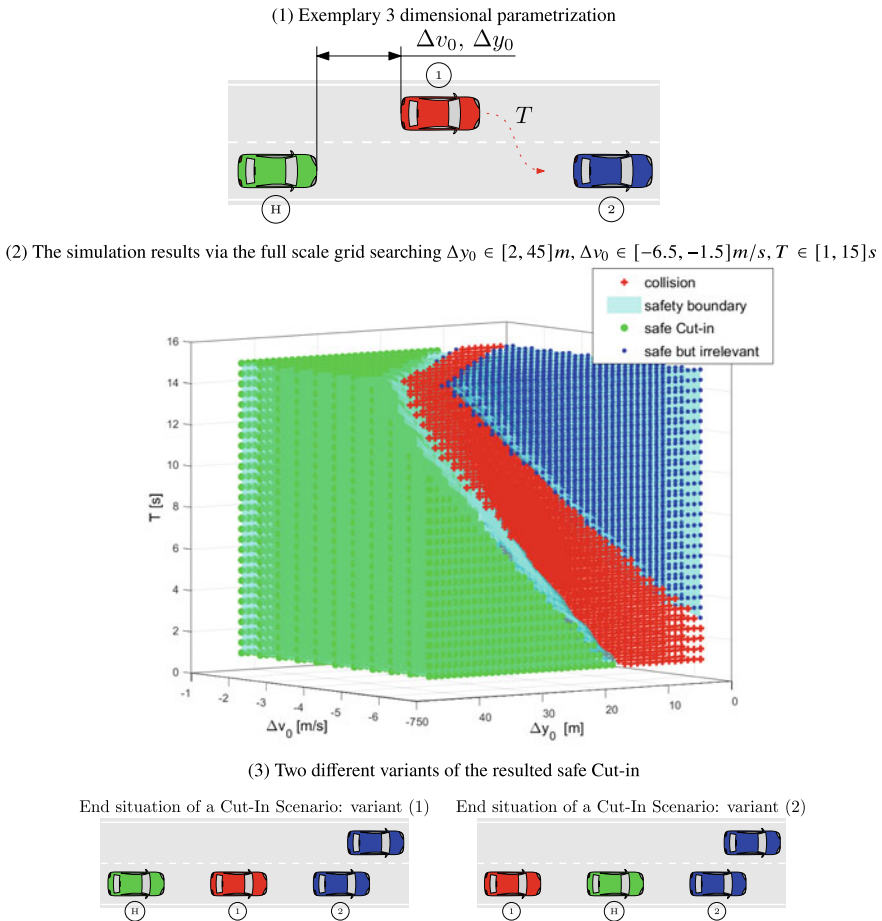 (1) Exemplary 3 dimensional parametrization
Δv₀, Δy₀
1
T
H
2
(2) The simulation results via the full scale grid searching Δy₀ ∈ [2, 45]m, Δv₀ ∈ [−6.5, −1.5]m/s, T ∈ [1, 15]s
collision
safety boundary
safe Cut-in
safe but irrelevant
16
14
12
10
8
6
4
2
0
T [s]
-1
-2
-3
-4
-5
-6
-750
40
30
20
10
0
Δv₀ [m/s]
Δy₀ [m]
(3) Two different variants of the resulted safe Cut-in
End situation of a Cut-In Scenario: variant (1)
H
1
2
End situation of a Cut-In Scenario: variant (2)
1
H
2